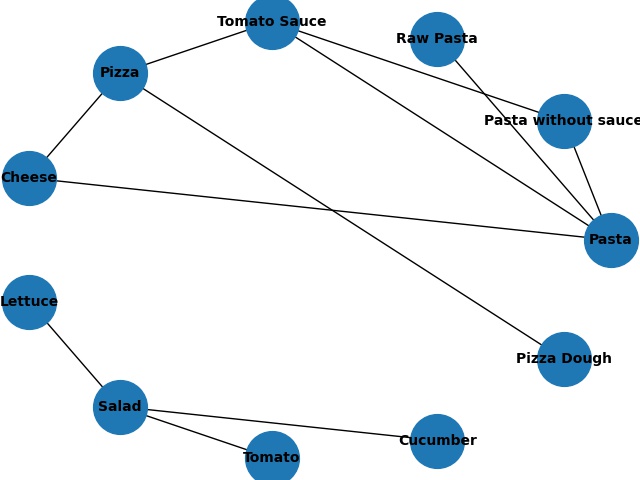 Tomato Sauce
Raw Pasta
Pizza
Pasta without sauce
Cheese
Pasta
Lettuce
Pizza Dough
Salad
Cucumber
Tomato